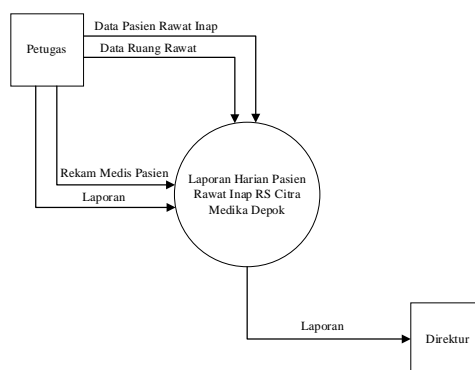 Data Pasien Rawat Inap
Data Ruang Rawat
Petugas
Rekam Medis Pasien
Laporan
Laporan Harian Pasien
Rawat Inap RS Citra
Medika Depok
Laporan
Direktur